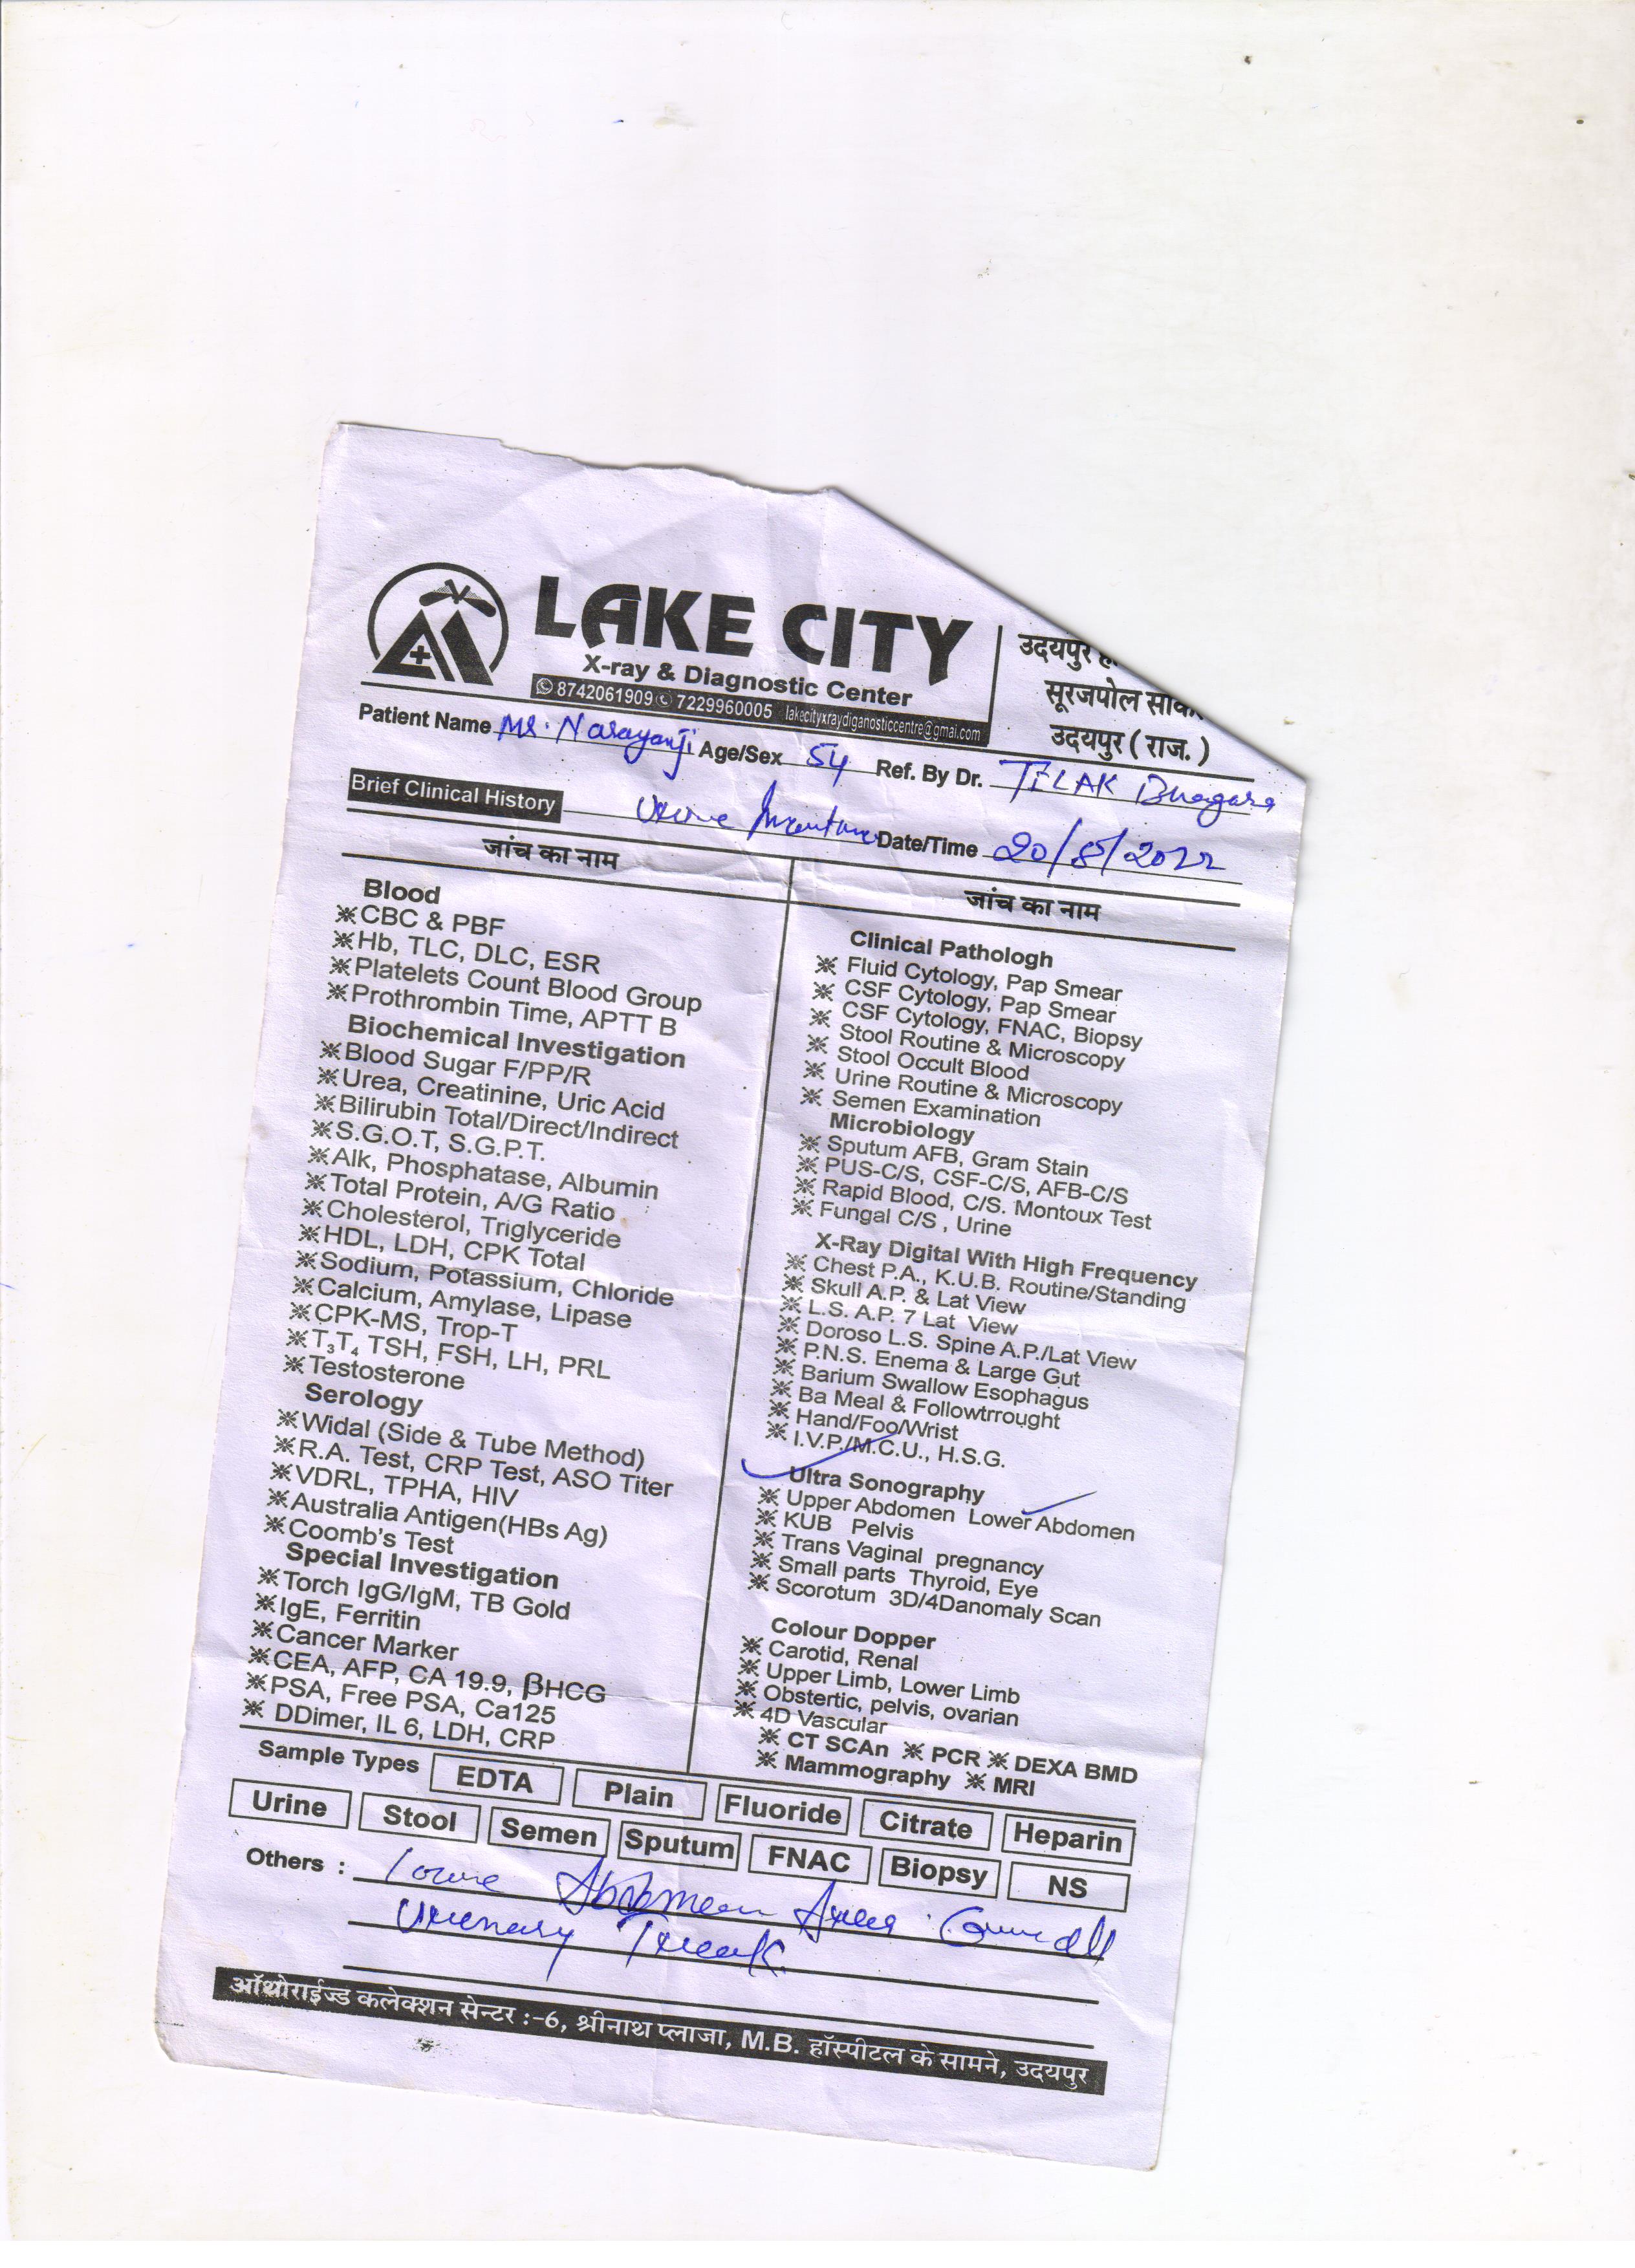 LAKE CITY
X-ray & Diagnostic Center
8742061909 7229960005 lakecityxraydiganosticcentre@gmai.com
उदयपुर
सूरजपोल
उदयपुर ( राज. )
Patient Name Mr. Narayanji Age/Sex 54 Ref. By Dr. TILAK
Brief Clinical History Date/Time 20/8/2022
जांच का नाम
Blood
※CBC & PBF
※Hb, TLC, DLC, ESR
※Platelets Count Blood Group
※Prothrombin Time, APTT B
Biochemical Investigation
※Blood Sugar F/PP/R
※Urea, Creatinine, Uric Acid
※Bilirubin Total/Direct/Indirect
※S.G.O.T, S.G.P.T.
※Alk, Phosphatase, Albumin
※Total Protein, A/G Ratio
※Cholesterol, Triglyceride
※HDL, LDH, CPK Total
※Sodium, Potassium, Chloride
※Calcium, Amylase, Lipase
※CPK-MS, Trop-T
※T₃T₄ TSH, FSH, LH, PRL
※Testosterone
Serology
※Widal (Side & Tube Method)
※R.A. Test, CRP Test, ASO Titer
※VDRL, TPHA, HIV
※Australia Antigen(HBs Ag)
※Coomb's Test
Special Investigation
※Torch IgG/IgM, TB Gold
※IgE, Ferritin
※Cancer Marker
※CEA, AFP, CA 19.9, βHCG
※PSA, Free PSA, Ca125
※ DDimer, IL 6, LDH, CRP
जांच का नाम
Clinical Pathologh
※ Fluid Cytology, Pap Smear
※ CSF Cytology, Pap Smear
※ CSF Cytology, FNAC, Biopsy
Stool Routine & Microscopy
※ Stool Occult Blood
※ Urine Routine & Microscopy
※ Semen Examination
Microbiology
※ Sputum AFB, Gram Stain
※ PUS-C/S, CSF-C/S, AFB-C/S
※ Rapid Blood, C/S. Montoux Test
※ Fungal C/S , Urine
X-Ray Digital With High Frequency
※ Chest P.A., K.U.B. Routine/Standing
※ Skull A.P. & Lat View
※ L.S. A.P. 7 Lat View
※ Doroso L.S. Spine A.P./Lat View
※ P.N.S. Enema & Large Gut
※ Barium Swallow Esophagus
※ Ba Meal & Followtrrought
※ Hand/Foo/Wrist
※ I.V.P./M.C.U., H.S.G.
Ultra Sonography
※ Upper Abdomen Lower Abdomen
※ KUB Pelvis
※ Trans Vaginal pregnancy
※ Small parts Thyroid, Eye
※ Scorotum 3D/4Danomaly Scan
Colour Dopper
※ Carotid, Renal
※ Upper Limb, Lower Limb
※ Obstertic, pelvis, ovarian
※ 4D Vascular
※ CT SCAn ※ PCR ※ DEXA BMD
※ Mammography ※ MRI
Sample Types EDTA Plain Fluoride Citrate Heparin
Urine Stool Semen Sputum FNAC Biopsy NS
Others :
ऑथोराईज्ड कलेक्शन सेन्टर :-6, श्रीनाथ प्लाजा, M.B. हॉस्पीटल के सामने, उदयपुर